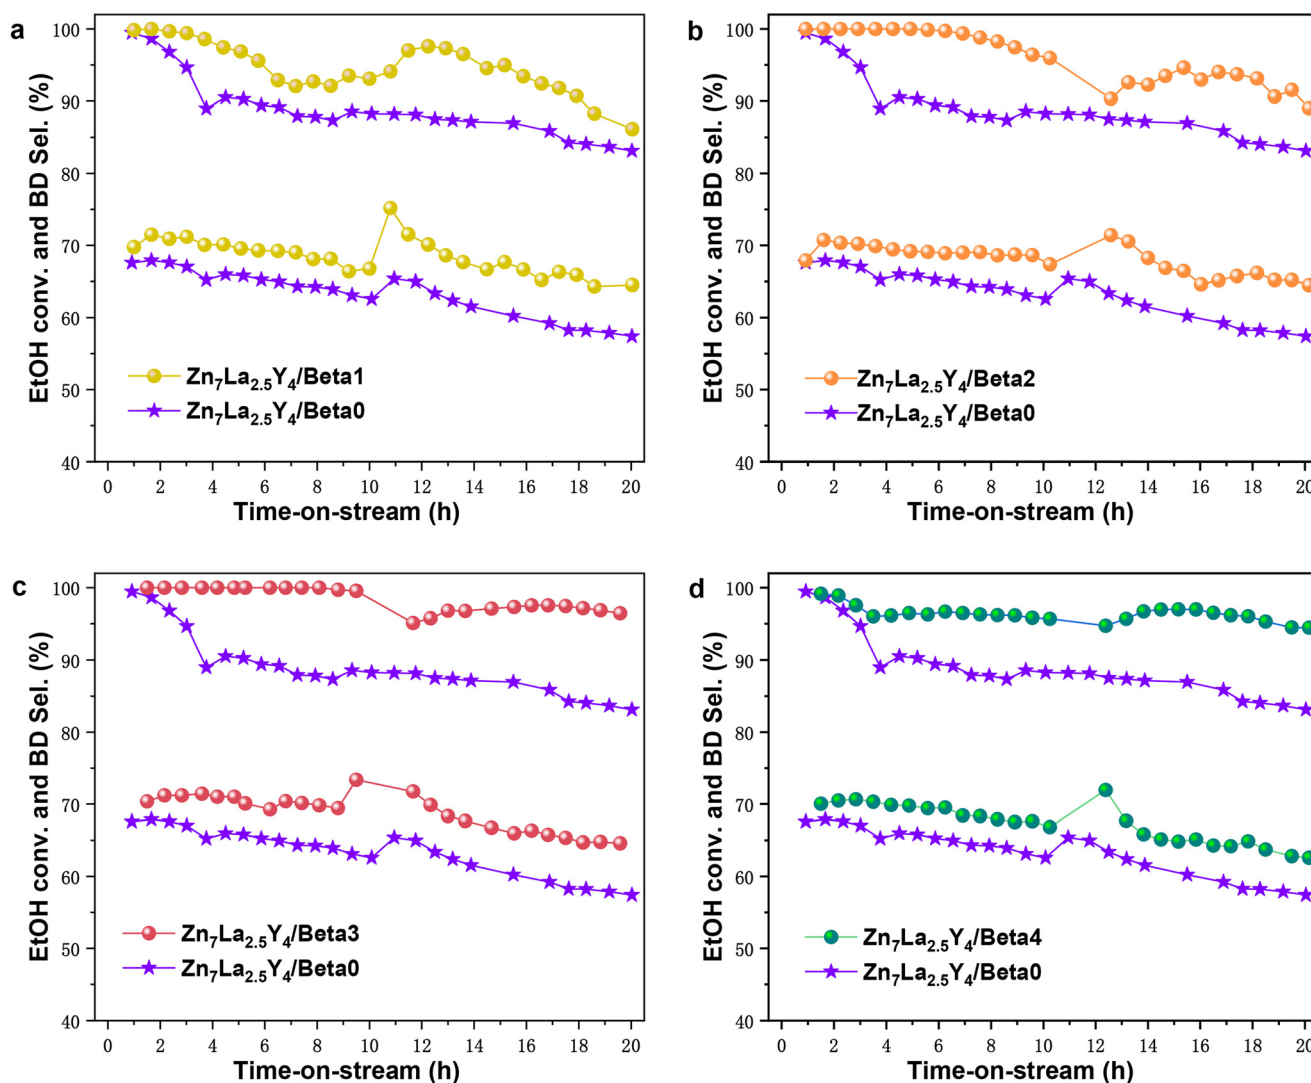 a
EtOH conv. and BD Sel. (%)
100
90
80
70
60
50
40
Zn₇La₂.₅Y₄/Beta1
Zn₇La₂.₅Y₄/Beta0
0 2 4 6 8 10 12 14 16 18 20
Time-on-stream (h)
b
EtOH conv. and BD Sel. (%)
100
90
80
70
60
50
40
Zn₇La₂.₅Y₄/Beta2
Zn₇La₂.₅Y₄/Beta0
0 2 4 6 8 10 12 14 16 18 20
Time-on-stream (h)
c
EtOH conv. and BD Sel. (%)
100
90
80
70
60
50
40
Zn₇La₂.₅Y₄/Beta3
Zn₇La₂.₅Y₄/Beta0
0 2 4 6 8 10 12 14 16 18 20
Time-on-stream (h)
d
EtOH conv. and BD Sel. (%)
100
90
80
70
60
50
40
Zn₇La₂.₅Y₄/Beta4
Zn₇La₂.₅Y₄/Beta0
0 2 4 6 8 10 12 14 16 18 20
Time-on-stream (h)